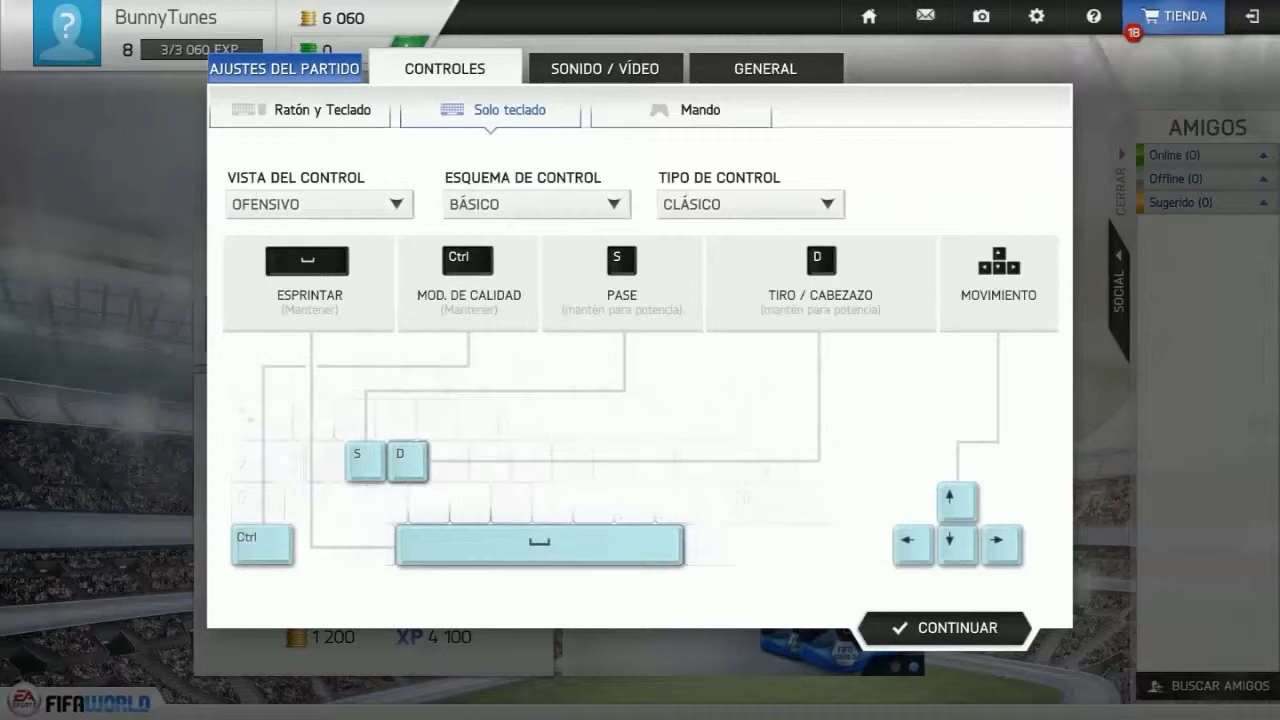 ?
BunnyTunes
6 060
8
3/3 060 EXP
0
TIENDA
18
AJUSTES DEL PARTIDO
CONTROLES
SONIDO / VÍDEO
GENERAL
Ratón y Teclado
Solo teclado
Mando
VISTA DEL CONTROL
ESQUEMA DE CONTROL
TIPO DE CONTROL
OFENSIVO
BÁSICO
CLÁSICO
Ctrl
S
D
ESPRINTAR
(Mantener)
MOD. DE CALIDAD
(Mantener)
PASE
(mantén para potencia)
TIRO / CABEZAZO
(mantén para potencia)
MOVIMIENTO
S
D
Ctrl
CONTINUAR
1 200
XP 4 100
AMIGOS
Online (0)
Offline (0)
Sugerido (0)
CERRAR
SOCIAL
BUSCAR AMIGOS
EA SPORTS
FIFAWORLD